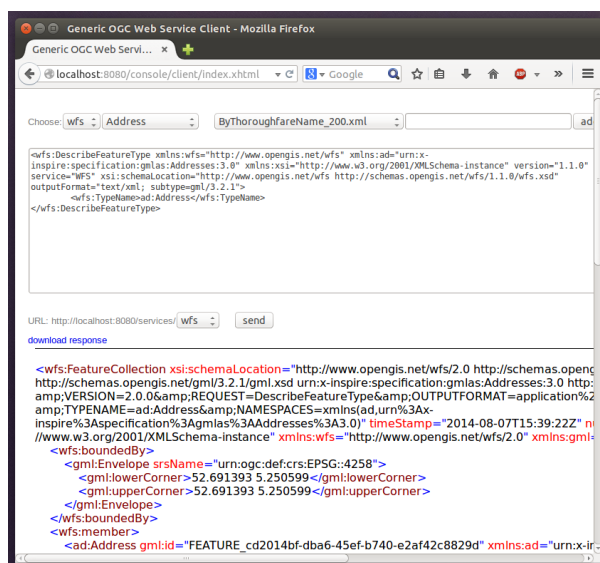 Generic OGC Web Service Client - Mozilla Firefox
Generic OGC Web Servi... ×
localhost:8080/console/client/index.xhtml Google
Choose: wfs Address ByThoroughfareName_200.xml ad
<wfs:DescribeFeatureType xmlns:wfs="http://www.opengis.net/wfs" xmlns:ad="urn:x-
inspire:specification:gmlas:Addresses:3.0" xmlns:xsi="http://www.w3.org/2001/XMLSchema-instance" version="1.1.0"
service="WFS" xsi:schemaLocation="http://www.opengis.net/wfs http://schemas.opengis.net/wfs/1.1.0/wfs.xsd"
outputFormat="text/xml; subtype=gml/3.2.1">
<wfs:TypeName>ad:Address</wfs:TypeName>
</wfs:DescribeFeatureType>
URL: http://localhost:8080/services/ wfs send
download response
<wfs:FeatureCollection xsi:schemaLocation="http://www.opengis.net/wfs/2.0 http://schemas.openg
http://schemas.opengis.net/gml/3.2.1/gml.xsd urn:x-inspire:specification:gmlas:Addresses:3.0 http:
amp;VERSION=2.0.0&amp;REQUEST=DescribeFeatureType&amp;OUTPUTFORMAT=application%2
amp;TYPENAME=ad:Address&amp;NAMESPACES=xmlns(ad,urn%3Ax-
inspire%3Aspecification%3Agmlas%3AAddresses%3A3.0)" timeStamp="2014-08-07T15:39:22Z" nu
//www.w3.org/2001/XMLSchema-instance" xmlns:wfs="http://www.opengis.net/wfs/2.0" xmlns:gml=
<wfs:boundedBy>
<gml:Envelope srsName="urn:ogc:def:crs:EPSG::4258">
<gml:lowerCorner>52.691393 5.250599</gml:lowerCorner>
<gml:upperCorner>52.691393 5.250599</gml:upperCorner>
</gml:Envelope>
</wfs:boundedBy>
<wfs:member>
<ad:Address gml:id="FEATURE_cd2014bf-dba6-45ef-b740-e2af42c8829d" xmlns:ad="urn:x-in